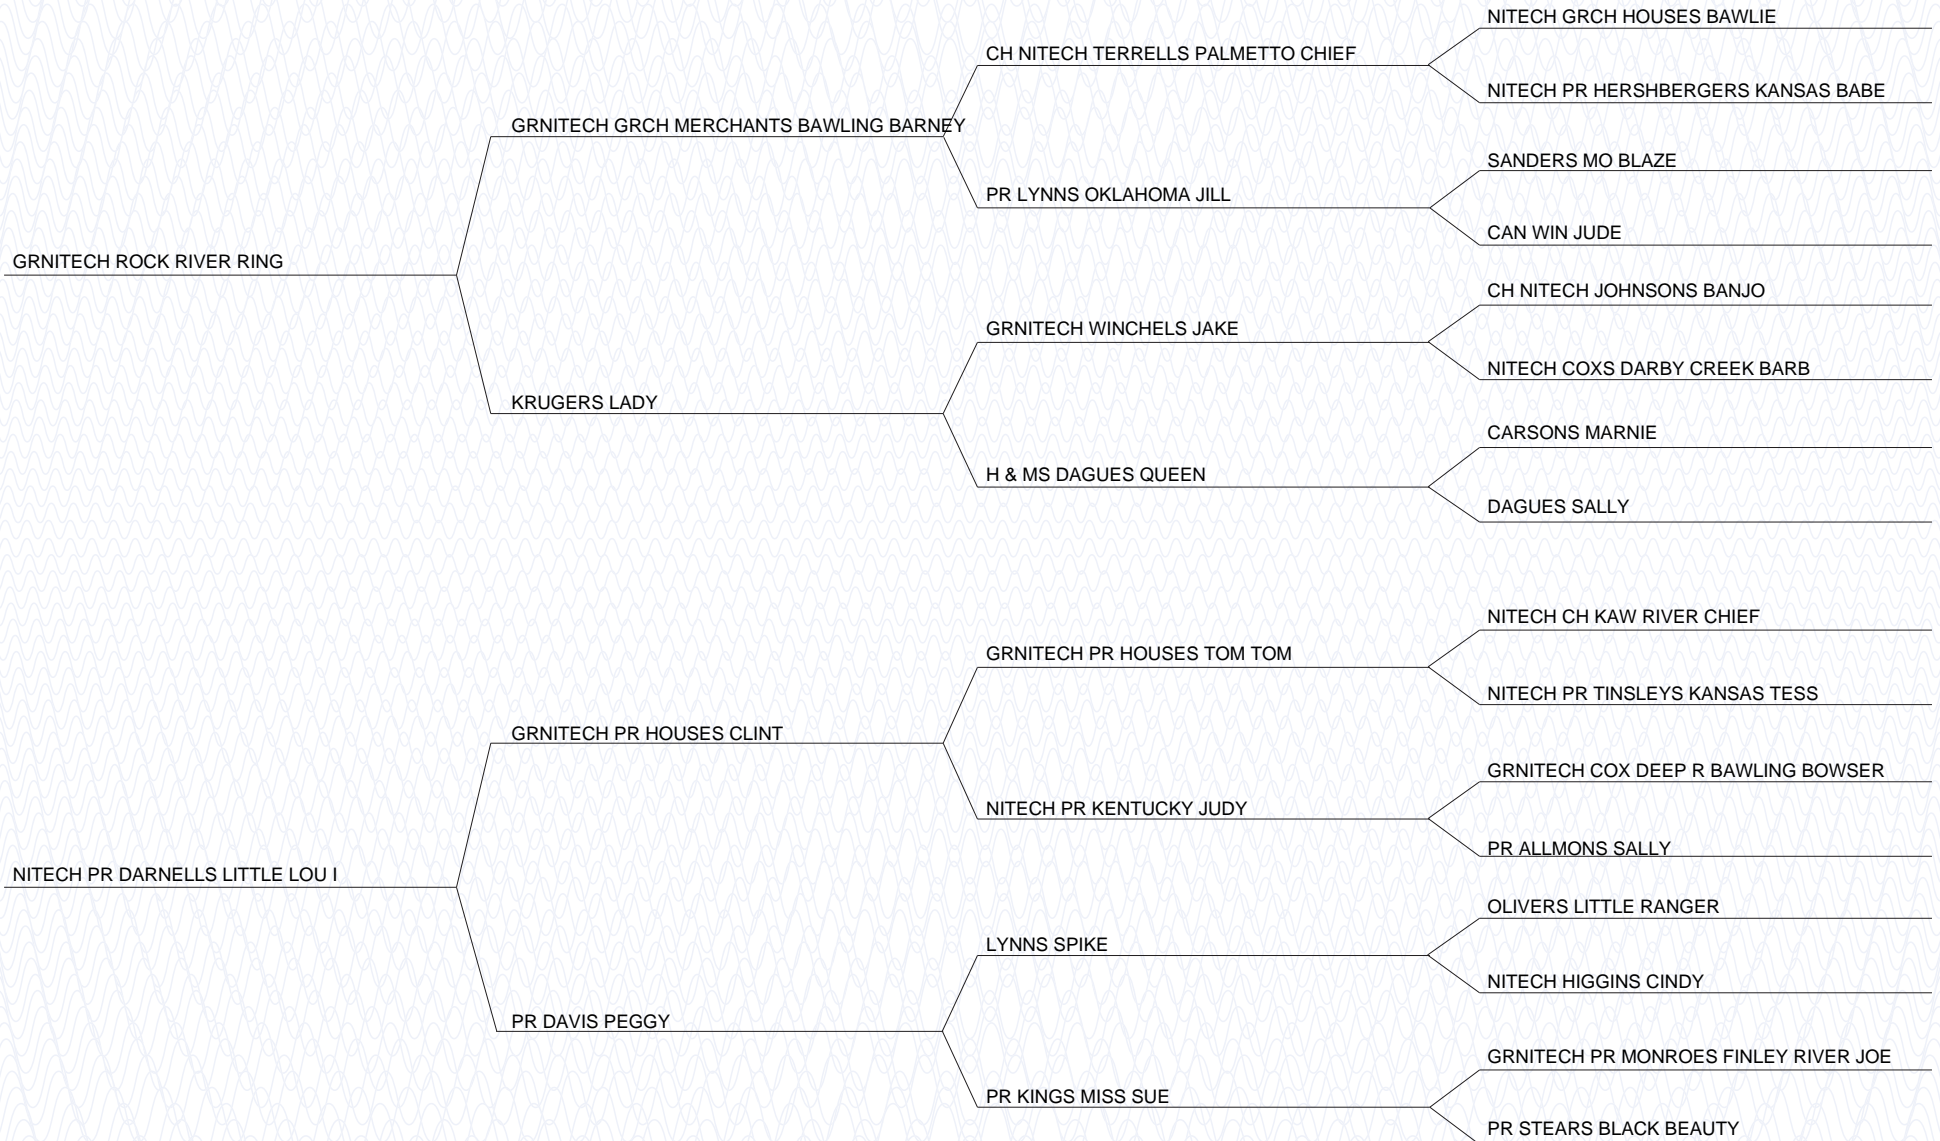 NITECH GRCH HOUSES BAWLIE
CH NITECH TERRELLS PALMETTO CHIEF
NITECH PR HERSHBERGERS KANSAS BABE
GRNITECH GRCH MERCHANTS BAWLING BARNEY
SANDERS MO BLAZE
PR LYNNS OKLAHOMA JILL
CAN WIN JUDE
GRNITECH ROCK RIVER RING
CH NITECH JOHNSONS BANJO
GRNITECH WINCHELS JAKE
NITECH COXS DARBY CREEK BARB
KRUGERS LADY
CARSONS MARNIE
H & MS DAGUES QUEEN
DAGUES SALLY
NITECH CH KAW RIVER CHIEF
GRNITECH PR HOUSES TOM TOM
NITECH PR TINSLEYS KANSAS TESS
GRNITECH PR HOUSES CLINT
GRNITECH COX DEEP R BAWLING BOWSER
NITECH PR KENTUCKY JUDY
PR ALLMONS SALLY
NITECH PR DARNELLS LITTLE LOU I
OLIVERS LITTLE RANGER
LYNNS SPIKE
NITECH HIGGINS CINDY
PR DAVIS PEGGY
GRNITECH PR MONROES FINLEY RIVER JOE
PR KINGS MISS SUE
PR STEARS BLACK BEAUTY